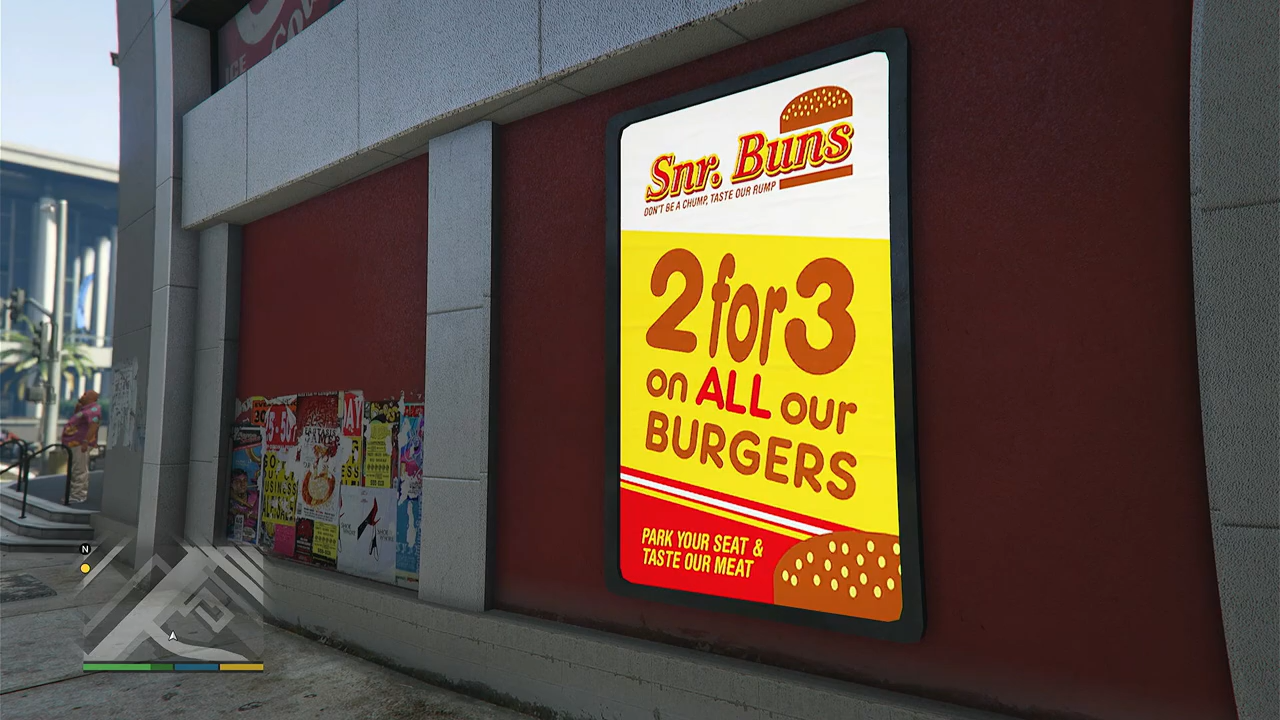 ICE
Snr. Buns
DON'T BE A CHUMP, TASTE OUR RUMP
2 for 3
on ALL our
BURGERS
PARK YOUR SEAT &
TASTE OUR MEAT
N